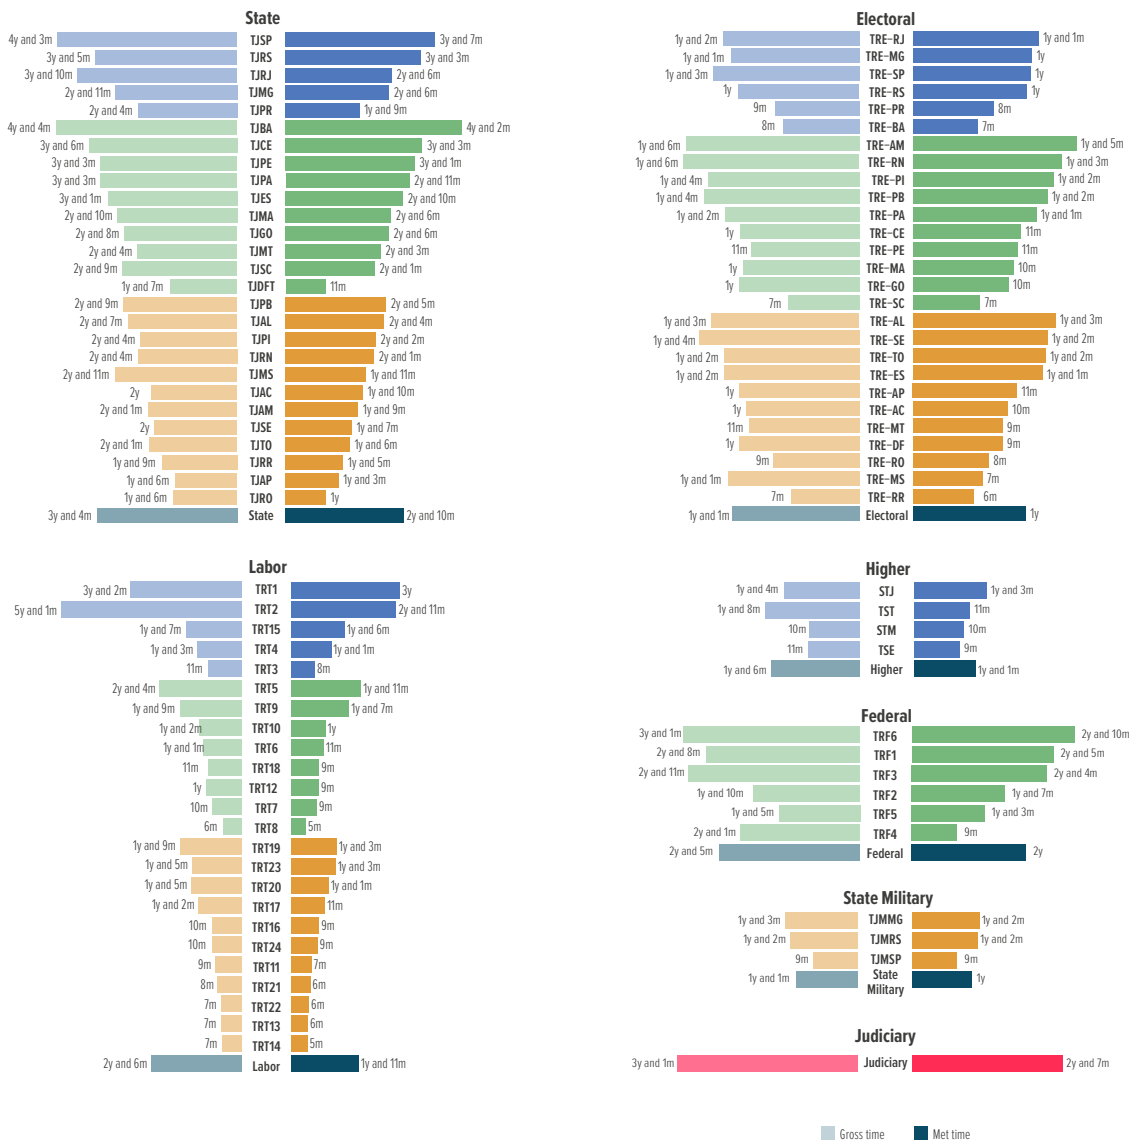 State
4y and 3m TJSP 3y and 7m
3y and 5m TJRS 3y and 3m
3y and 10m TJRJ 2y and 6m
2y and 11m TJMG 2y and 6m
2y and 4m TJPR 1y and 9m
4y and 4m TJBA 4y and 2m
3y and 6m TJCE 3y and 3m
3y and 3m TJPE 3y and 1m
3y and 3m TJPA 2y and 11m
3y and 1m TJES 2y and 10m
2y and 10m TJMA 2y and 6m
2y and 8m TJGO 2y and 6m
2y and 4m TJMT 2y and 3m
2y and 9m TJSC 2y and 1m
1y and 7m TJDFT 11m
2y and 9m TJPB 2y and 5m
2y and 7m TJAL 2y and 4m
2y and 4m TJPI 2y and 2m
2y and 4m TJRN 2y and 1m
2y and 11m TJMS 1y and 11m
2y TJAC 1y and 10m
2y and 1m TJAM 1y and 9m
2y TJSE 1y and 7m
2y and 1m TJTO 1y and 6m
1y and 9m TJRR 1y and 5m
1y and 6m TJAP 1y and 3m
1y and 6m TJRO 1y
3y and 4m State 2y and 10m
Labor
3y and 2m TRT1 3y
5y and 1m TRT2 2y and 11m
1y and 7m TRT15 1y and 6m
1y and 3m TRT4 1y and 1m
11m TRT3 8m
2y and 4m TRT5 1y and 11m
1y and 9m TRT9 1y and 7m
1y and 2m TRT10 1y
1y and 1m TRT6 11m
11m TRT18 9m
1y TRT12 9m
10m TRT7 9m
6m TRT8 5m
1y and 9m TRT19 1y and 3m
1y and 5m TRT23 1y and 3m
1y and 5m TRT20 1y and 1m
1y and 2m TRT17 11m
10m TRT16 9m
10m TRT24 9m
9m TRT11 7m
8m TRT21 6m
7m TRT22 6m
7m TRT13 6m
7m TRT14 5m
2y and 6m Labor 1y and 11m
Electoral
1y and 2m TRE-RJ 1y and 1m
1y and 1m TRE-MG 1y
1y and 3m TRE-SP 1y
1y TRE-RS 1y
9m TRE-PR 8m
8m TRE-BA 7m
1y and 6m TRE-AM 1y and 5m
1y and 6m TRE-RN 1y and 3m
1y and 4m TRE-PI 1y and 2m
1y and 4m TRE-PB 1y and 2m
1y and 2m TRE-PA 1y and 1m
1y TRE-CE 11m
11m TRE-PE 11m
1y TRE-MA 10m
1y TRE-GO 10m
7m TRE-SC 7m
1y and 3m TRE-AL 1y and 3m
1y and 4m TRE-SE 1y and 2m
1y and 2m TRE-TO 1y and 2m
1y and 2m TRE-ES 1y and 1m
1y TRE-AP 11m
1y TRE-AC 10m
11m TRE-MT 9m
1y TRE-DF 9m
9m TRE-RO 8m
1y and 1m TRE-MS 7m
7m TRE-RR 6m
1y and 1m Electoral 1y
Higher
1y and 4m STJ 1y and 3m
1y and 8m TST 11m
10m STM 10m
11m TSE 9m
1y and 6m Higher 1y and 1m
Federal
3y and 1m TRF6 2y and 10m
2y and 8m TRF1 2y and 5m
2y and 11m TRF3 2y and 4m
1y and 10m TRF2 1y and 7m
1y and 5m TRF5 1y and 3m
2y and 1m TRF4 9m
2y and 5m Federal 2y
State Military
1y and 3m TJMMG 1y and 2m
1y and 2m TJMRS 1y and 2m
9m TJMSP 9m
1y and 1m State 1y
Military
Judiciary
3y and 1m Judiciary 2y and 7m
Gross time Met time